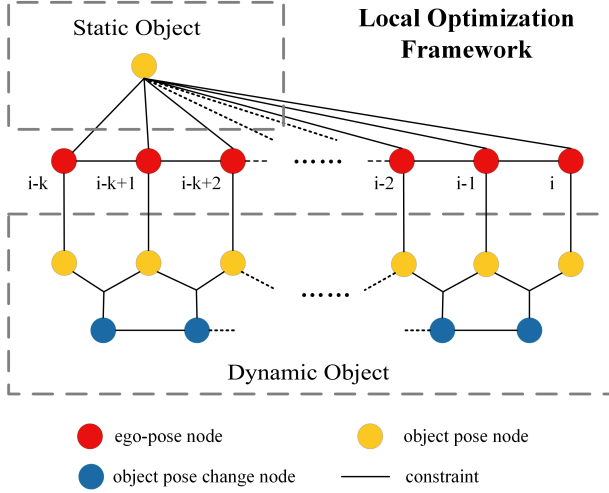 Static Object
Local Optimization
Framework
......
i-k
i-k+1
i-k+2
i-2
i-1
i
......
Dynamic Object
ego-pose node
object pose node
object pose change node
constraint